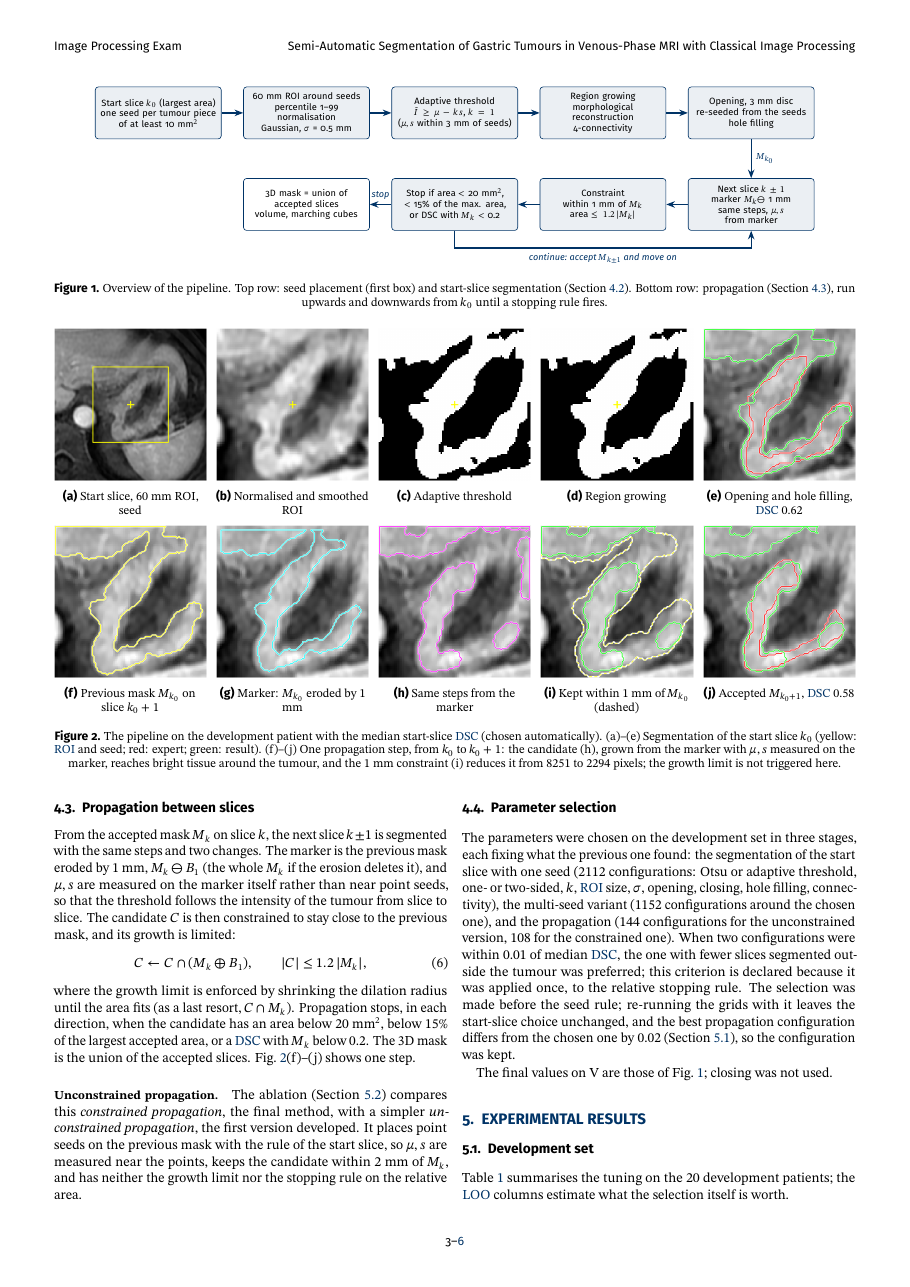 Image Processing Exam
Semi-Automatic Segmentation of Gastric Tumours in Venous-Phase MRI with Classical Image Processing
Start slice k0 (largest area)
one seed per tumour piece
of at least 10 mm²
60 mm ROI around seeds
percentile 1–99
normalisation
Gaussian, σ = 0.5 mm
Adaptive threshold
Ĩ ≥ μ − ks, k = 1
(μ, s within 3 mm of seeds)
Region growing
morphological
reconstruction
4-connectivity
Opening, 3 mm disc
re-seeded from the seeds
hole filling
Mk0
3D mask = union of
accepted slices
volume, marching cubes
stop
Stop if area < 20 mm²,
< 15% of the max. area,
or DSC with Mk < 0.2
Constraint
within 1 mm of Mk
area ≤ 1.2|Mk|
Next slice k ± 1
marker Mk ⊖ 1 mm
same steps, μ, s
from marker
continue: accept Mk±1 and move on
Figure 1. Overview of the pipeline. Top row: seed placement (first box) and start-slice segmentation (Section 4.2). Bottom row: propagation (Section 4.3), run
upwards and downwards from k0 until a stopping rule fires.
(a) Start slice, 60 mm ROI,
seed
(b) Normalised and smoothed
ROI
(c) Adaptive threshold
(d) Region growing
(e) Opening and hole filling,
DSC 0.62
(f) Previous mask Mk0 on
slice k0 + 1
(g) Marker: Mk0 eroded by 1
mm
(h) Same steps from the
marker
(i) Kept within 1 mm of Mk0
(dashed)
(j) Accepted Mk0+1, DSC 0.58
Figure 2. The pipeline on the development patient with the median start-slice DSC (chosen automatically). (a)–(e) Segmentation of the start slice k0 (yellow:
ROI and seed; red: expert; green: result). (f)–(j) One propagation step, from k0 to k0 + 1: the candidate (h), grown from the marker with μ, s measured on the
marker, reaches bright tissue around the tumour, and the 1 mm constraint (i) reduces it from 8251 to 2294 pixels; the growth limit is not triggered here.
4.3. Propagation between slices
From the accepted mask Mk on slice k, the next slice k±1 is segmented
with the same steps and two changes. The marker is the previous mask
eroded by 1 mm, Mk ⊖ B1 (the whole Mk if the erosion deletes it), and
μ, s are measured on the marker itself rather than near point seeds,
so that the threshold follows the intensity of the tumour from slice to
slice. The candidate C is then constrained to stay close to the previous
mask, and its growth is limited:
C ← C ∩ (Mk ⊕ B1), |C| ≤ 1.2 |Mk|, (6)
where the growth limit is enforced by shrinking the dilation radius
until the area fits (as a last resort, C ∩ Mk). Propagation stops, in each
direction, when the candidate has an area below 20 mm², below 15%
of the largest accepted area, or a DSC with Mk below 0.2. The 3D mask
is the union of the accepted slices. Fig. 2(f)–(j) shows one step.
Unconstrained propagation. The ablation (Section 5.2) compares
this constrained propagation, the final method, with a simpler un-
constrained propagation, the first version developed. It places point
seeds on the previous mask with the rule of the start slice, so μ, s are
measured near the points, keeps the candidate within 2 mm of Mk,
and has neither the growth limit nor the stopping rule on the relative
area.
4.4. Parameter selection
The parameters were chosen on the development set in three stages,
each fixing what the previous one found: the segmentation of the start
slice with one seed (2112 configurations: Otsu or adaptive threshold,
one- or two-sided, k, ROI size, σ, opening, closing, hole filling, connec-
tivity), the multi-seed variant (1152 configurations around the chosen
one), and the propagation (144 configurations for the unconstrained
version, 108 for the constrained one). When two configurations were
within 0.01 of median DSC, the one with fewer slices segmented out-
side the tumour was preferred; this criterion is declared because it
was applied once, to the relative stopping rule. The selection was
made before the seed rule; re-running the grids with it leaves the
start-slice choice unchanged, and the best propagation configuration
differs from the chosen one by 0.02 (Section 5.1), so the configuration
was kept.
The final values on V are those of Fig. 1; closing was not used.
5. EXPERIMENTAL RESULTS
5.1. Development set
Table 1 summarises the tuning on the 20 development patients; the
LOO columns estimate what the selection itself is worth.
3–6